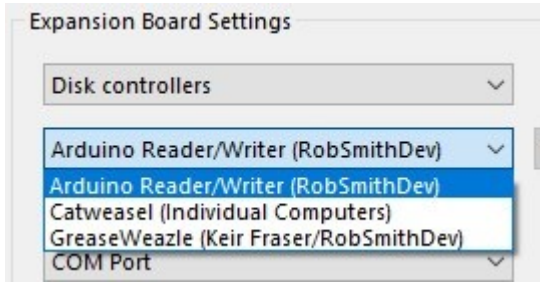 Expansion Board Settings
Disk controllers
Arduino Reader/Writer (RobSmithDev)
Arduino Reader/Writer (RobSmithDev)
Catweasel (Individual Computers)
GreaseWeazle (Keir Fraser/RobSmithDev)
COM Port